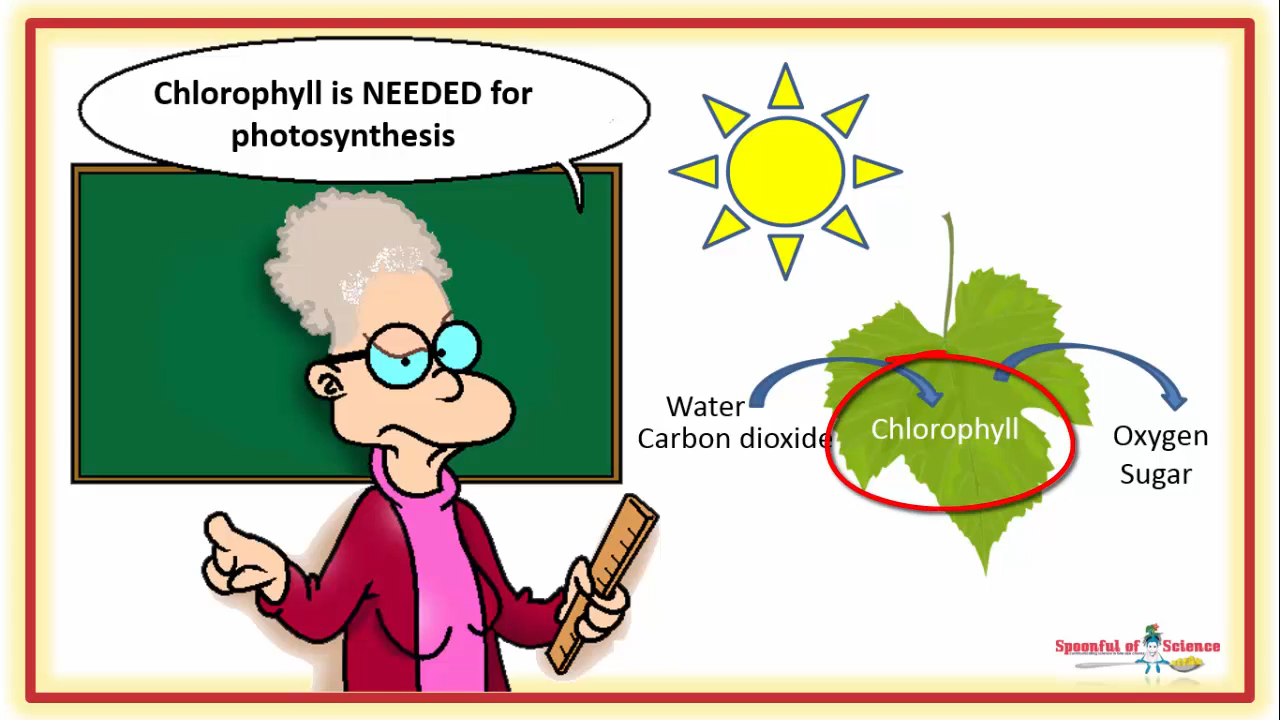 Chlorophyll is NEEDED for
photosynthesis
Water
Carbon dioxide
Chlorophyll
Oxygen
Sugar
Spoonful of Science